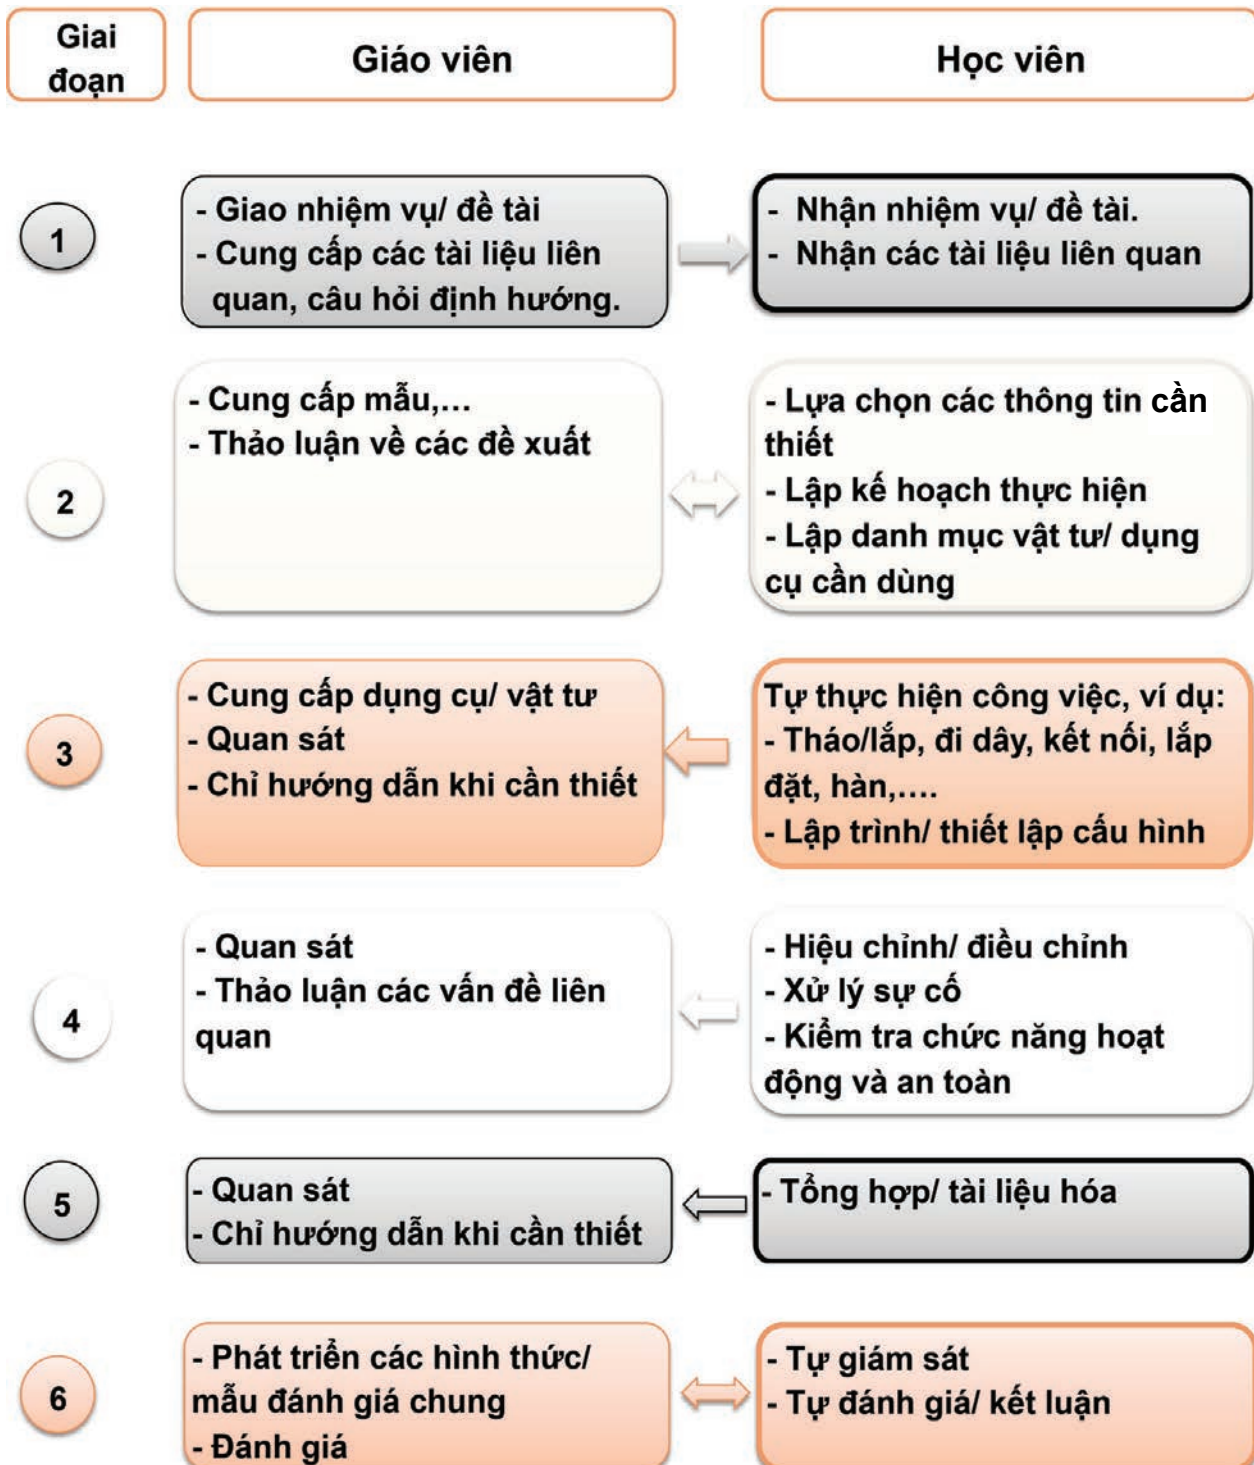 Giai
đoạn
Giáo viên
Học viên
1
- Giao nhiệm vụ/ đề tài
- Cung cấp các tài liệu liên
quan, câu hỏi định hướng.
- Nhận nhiệm vụ/ đề tài.
- Nhận các tài liệu liên quan
2
- Cung cấp mẫu,...
- Thảo luận về các đề xuất
- Lựa chọn các thông tin cần
thiết
- Lập kế hoạch thực hiện
- Lập danh mục vật tư/ dụng
cụ cần dùng
3
- Cung cấp dụng cụ/ vật tư
- Quan sát
- Chỉ hướng dẫn khi cần thiết
Tự thực hiện công việc, ví dụ:
- Tháo/lắp, đi dây, kết nối, lắp
đặt, hàn,....
- Lập trình/ thiết lập cấu hình
4
- Quan sát
- Thảo luận các vấn đề liên
quan
- Hiệu chỉnh/ điều chỉnh
- Xử lý sự cố
- Kiểm tra chức năng hoạt
động và an toàn
5
- Quan sát
- Chỉ hướng dẫn khi cần thiết
- Tổng hợp/ tài liệu hóa
6
- Phát triển các hình thức/
mẫu đánh giá chung
- Đánh giá
- Tự giám sát
- Tự đánh giá/ kết luận